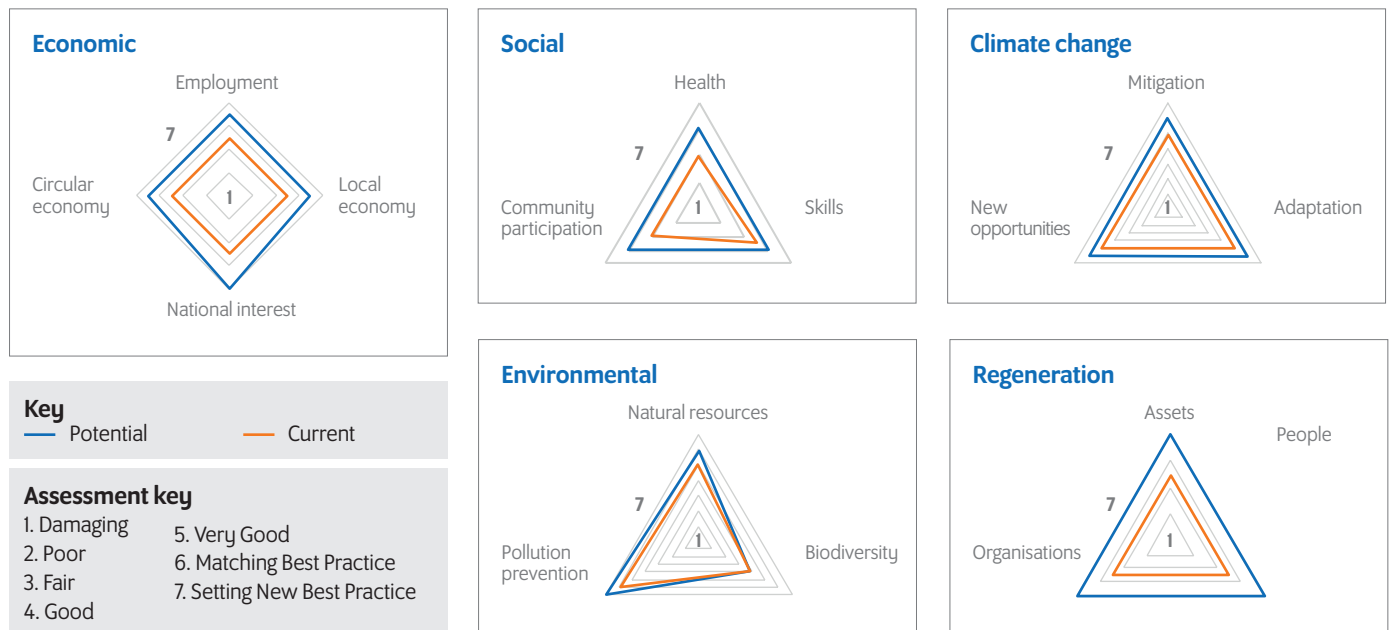 Economic
Employment
7
Circular
economy
1
Local
economy
National interest
Social
Health
7
Community
participation
1
Skills
Climate change
Mitigation
7
New
opportunities
1
Adaptation
Key
Potential
Current
Assessment key
1. Damaging
2. Poor
3. Fair
4. Good
5. Very Good
6. Matching Best Practice
7. Setting New Best Practice
Environmental
Natural resources
7
Pollution
prevention
1
Biodiversity
Regeneration
Assets
People
7
Organisations
1